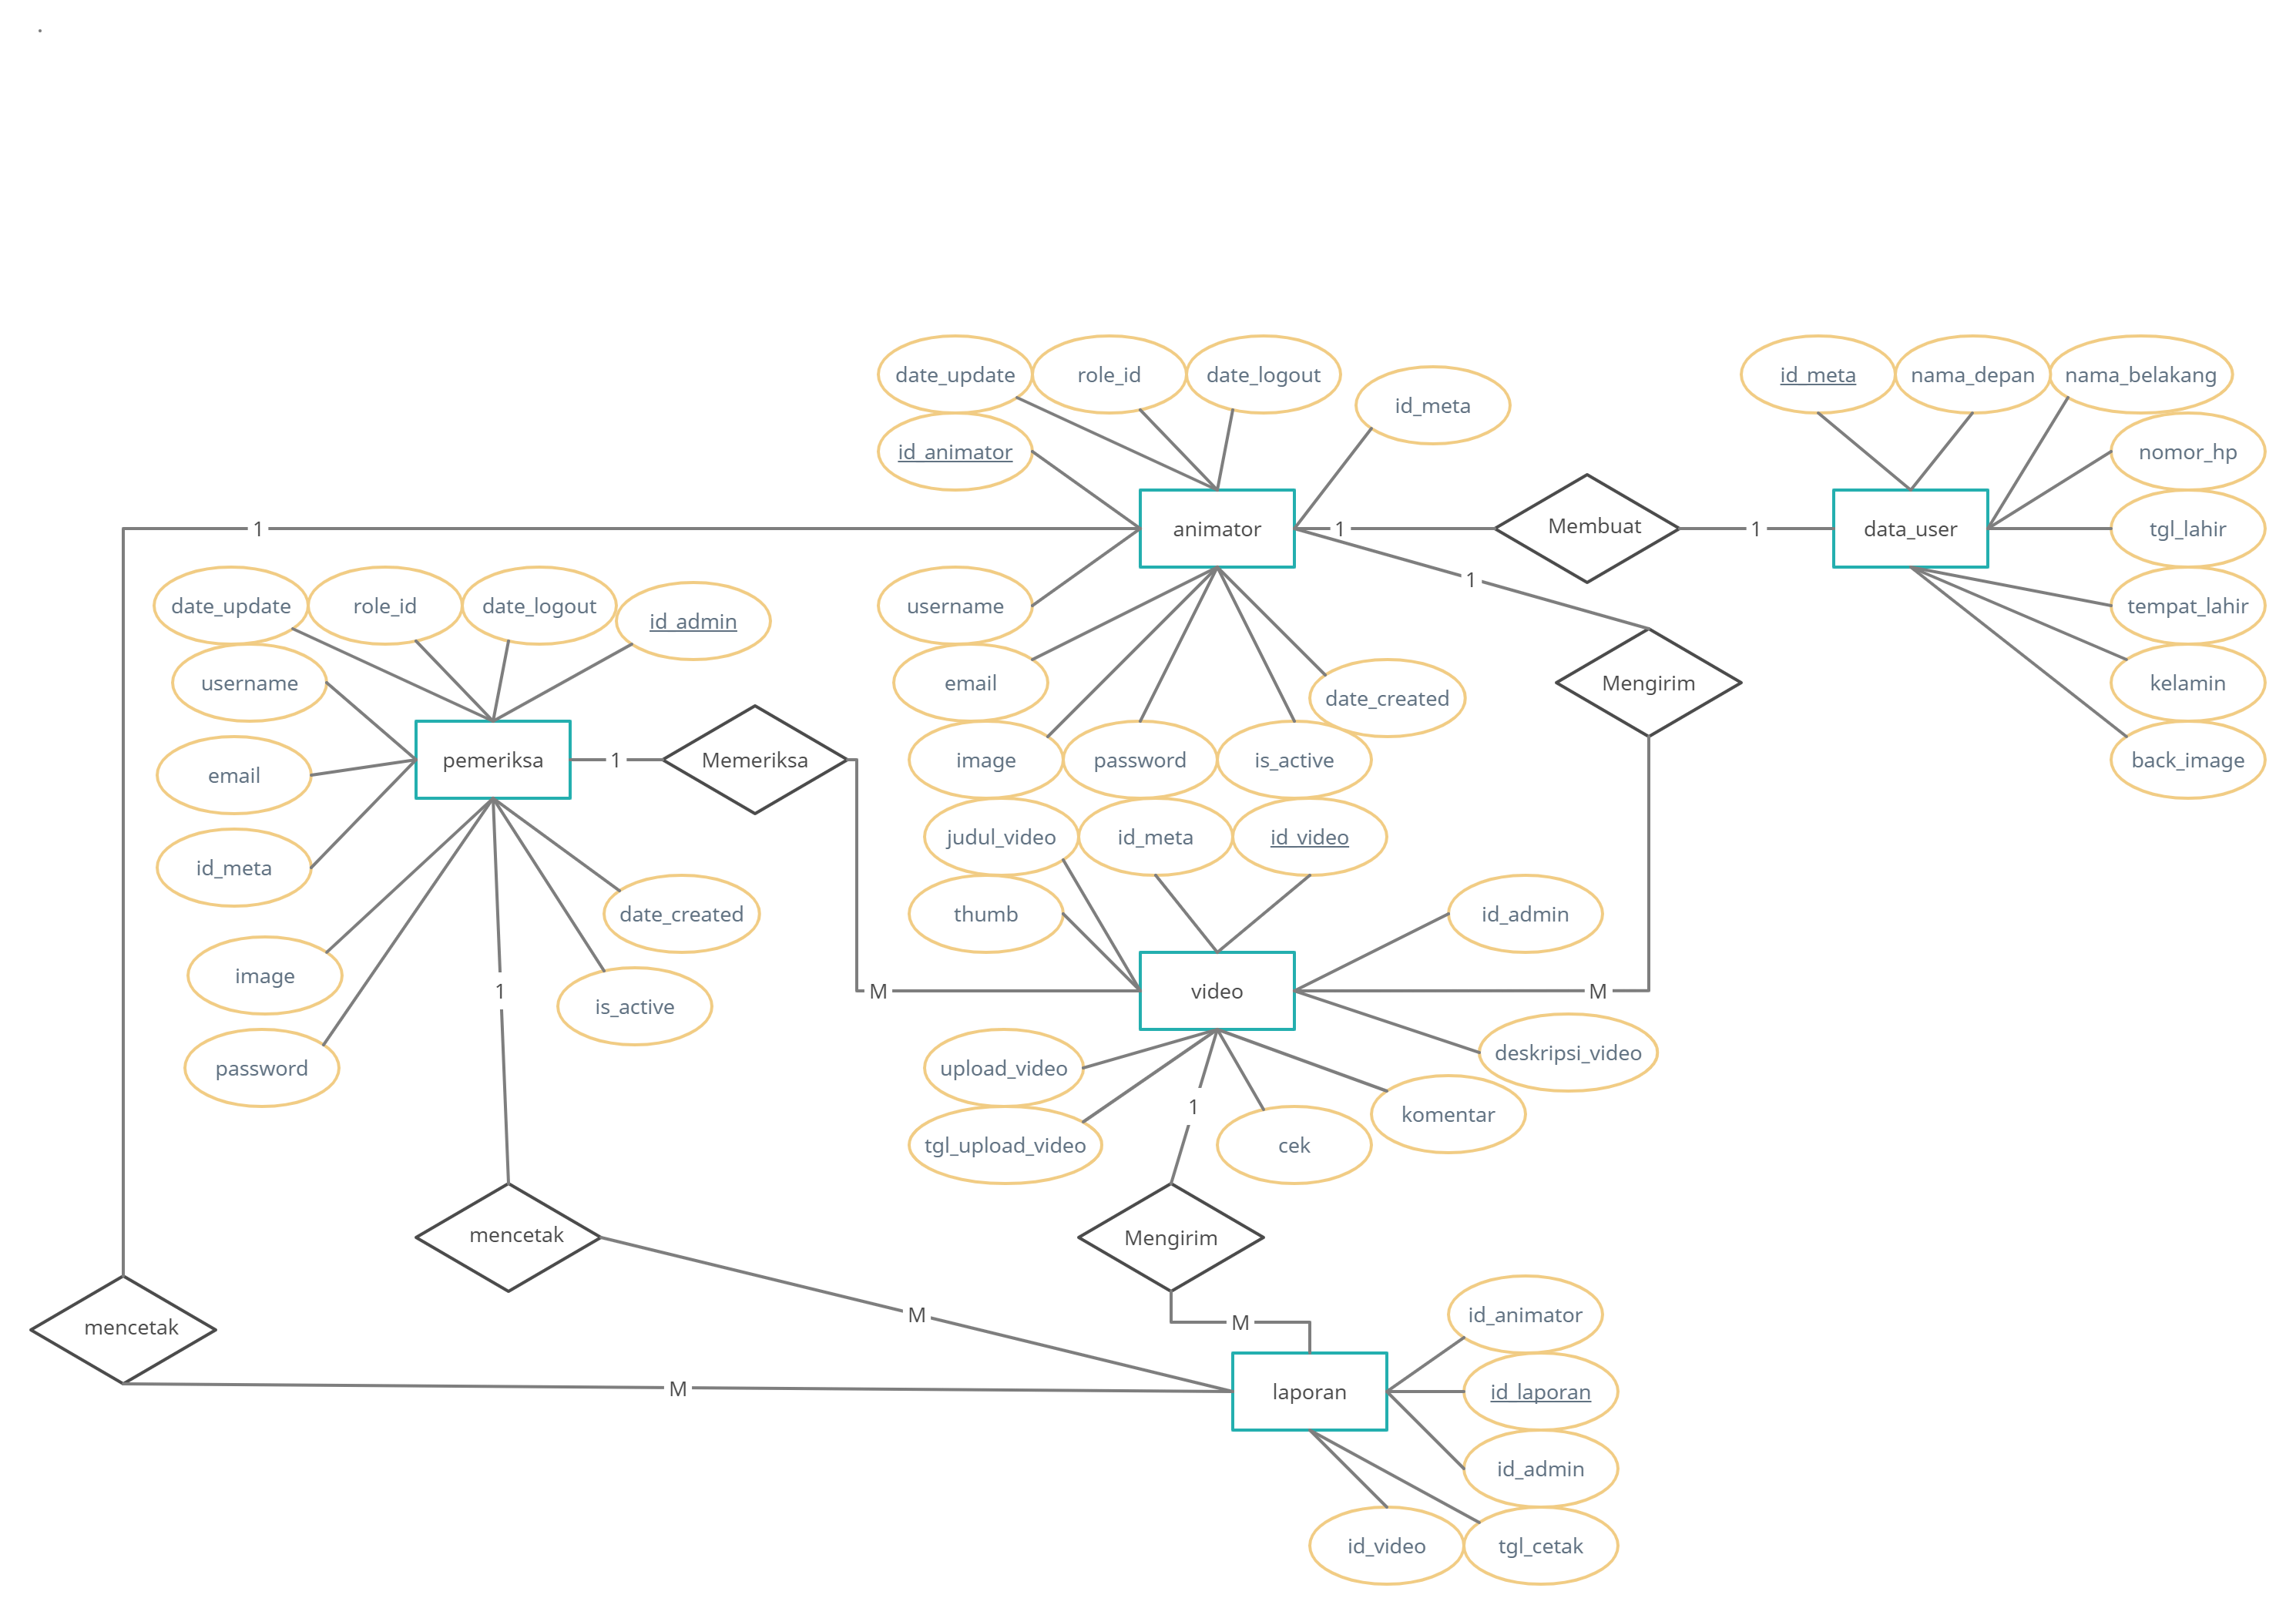 .
date_update
role_id
date_logout
id_meta
id_meta
nama_depan
nama_belakang
id_animator
nomor_hp
1
animator
1
Membuat
1
data_user
tgl_lahir
1
date_update
role_id
date_logout
id_admin
username
tempat_lahir
username
email
date_created
Mengirim
kelamin
pemeriksa
1
Memeriksa
image
password
is_active
back_image
email
judul_video
id_meta
id_video
id_meta
date_created
thumb
id_admin
image
1
is_active
M
video
M
password
upload_video
deskripsi_video
1
komentar
tgl_upload_video
cek
mencetak
Mengirim
mencetak
M
M
id_animator
M
laporan
id_laporan
id_admin
id_video
tgl_cetak